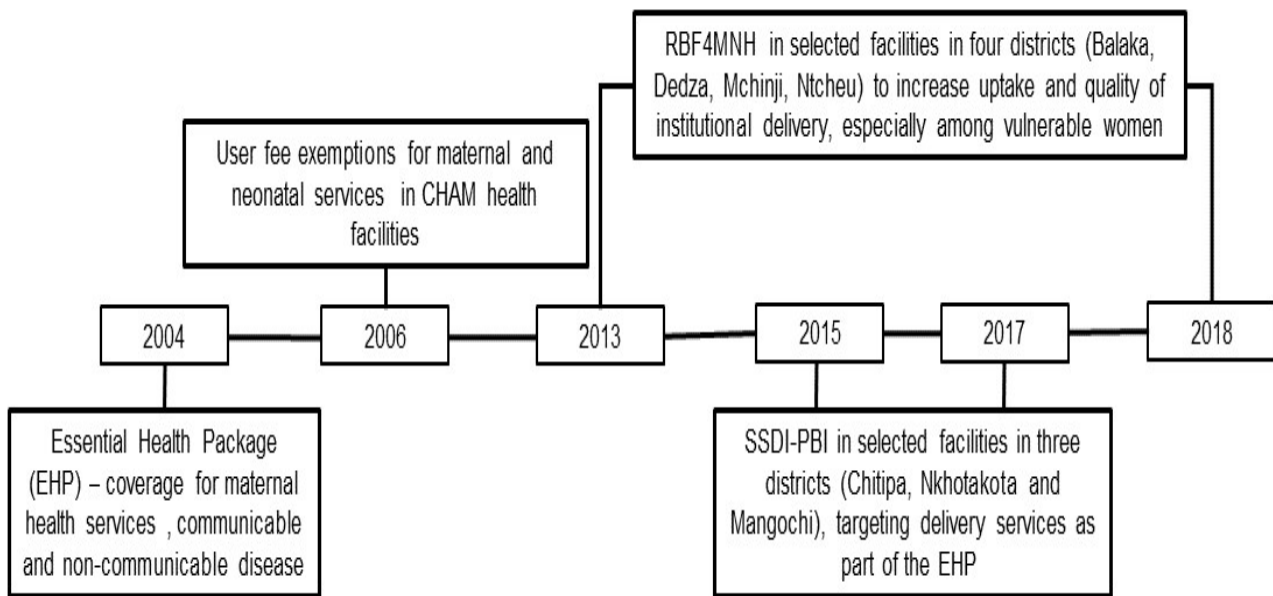 RBF4MNH in selected facilities in four districts (Balaka,
Dedza, Mchinji, Ntcheu) to increase uptake and quality of
institutional delivery, especially among vulnerable women
User fee exemptions for maternal and
neonatal services in CHAM health
facilities
2004
2006
2013
2015
2017
2018
Essential Health Package
(EHP) – coverage for maternal
health services , communicable
and non-communicable disease
SSDI-PBI in selected facilities in three
districts (Chitipa, Nkhotakota and
Mangochi), targeting delivery services as
part of the EHP